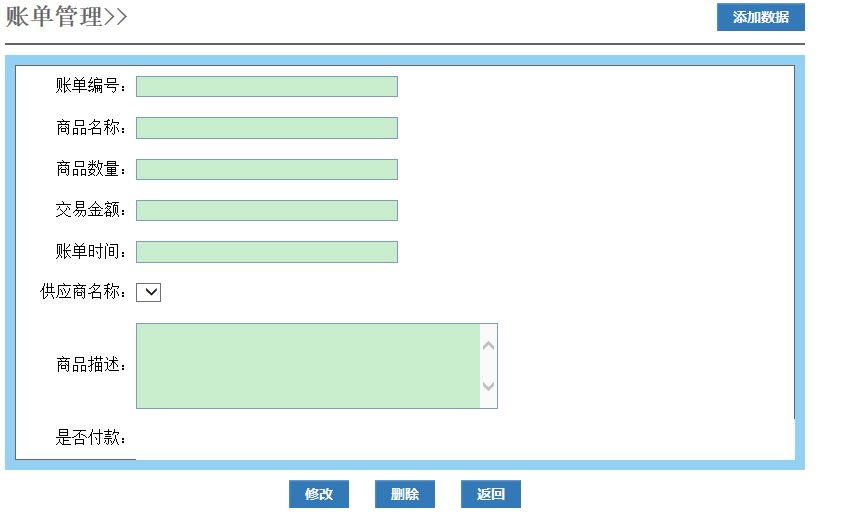 账单管理>>
添加数据
账单编号：
商品名称：
商品数量：
交易金额：
账单时间：
供应商名称：
商品描述：
是否付款：
修改 删除 返回